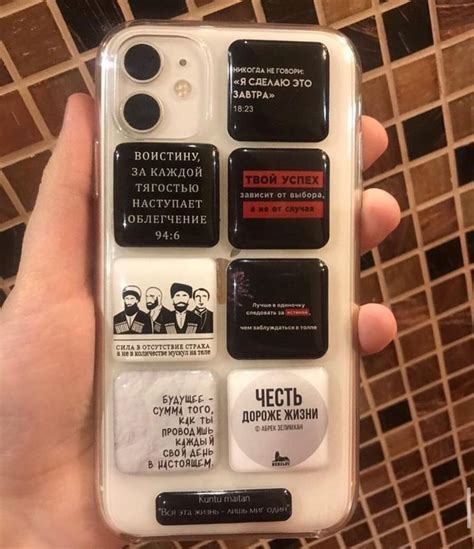 НИКОГДА НЕ ГОВОРИ:
«Я СДЕЛАЮ ЭТО
ЗАВТРА»
18:23
ВОИСТИНУ,
ЗА КАЖДОЙ
ТЯГОСТЬЮ
НАСТУПАЕТ
ОБЛЕГЧЕНИЕ
94:6
ТВОЙ УСПЕХ
зависит от выбора,
а не от случая
СИЛА В ОТСУТСТВИЕ СТРАХА
а не в количестве мускул на теле
Лучше в одиночку
следовать за истиной,
чем заблуждаться в толпе
БУДУЩЕЕ -
СУММА ТОГО,
КАК ТЫ
ПРОВОДИШЬ
КАЖДЫЙ
СВОЙ ДЕНЬ
В НАСТОЯЩЕМ.
ЧЕСТЬ
ДОРОЖЕ ЖИЗНИ
© АБРЕК ЗЕЛИМХАН
Kuntu maitan
"Вся эта жизнь - лишь миг один"